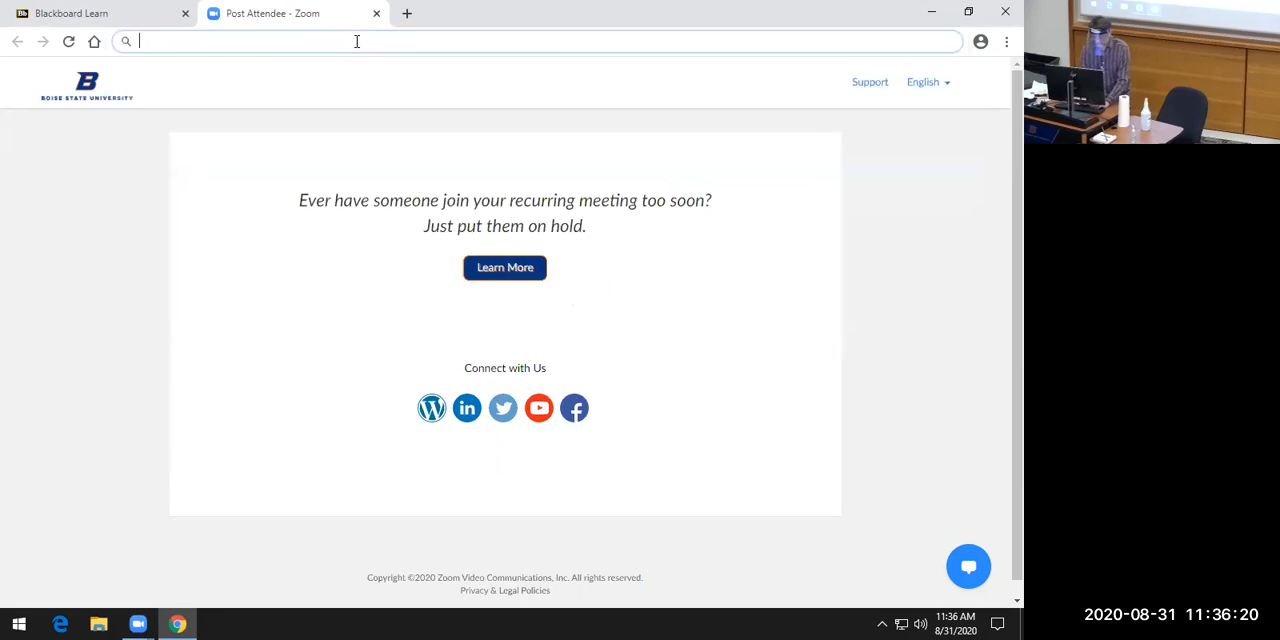 Bb Blackboard Learn
Post Attendee - Zoom
B
BOISE STATE UNIVERSITY
Support
English
Ever have someone join your recurring meeting too soon?
Just put them on hold.
Learn More
Connect with Us
Copyright ©2020 Zoom Video Communications, Inc. All rights reserved.
Privacy & Legal Policies
11:36 AM
8/31/2020
2020-08-31 11:36:20